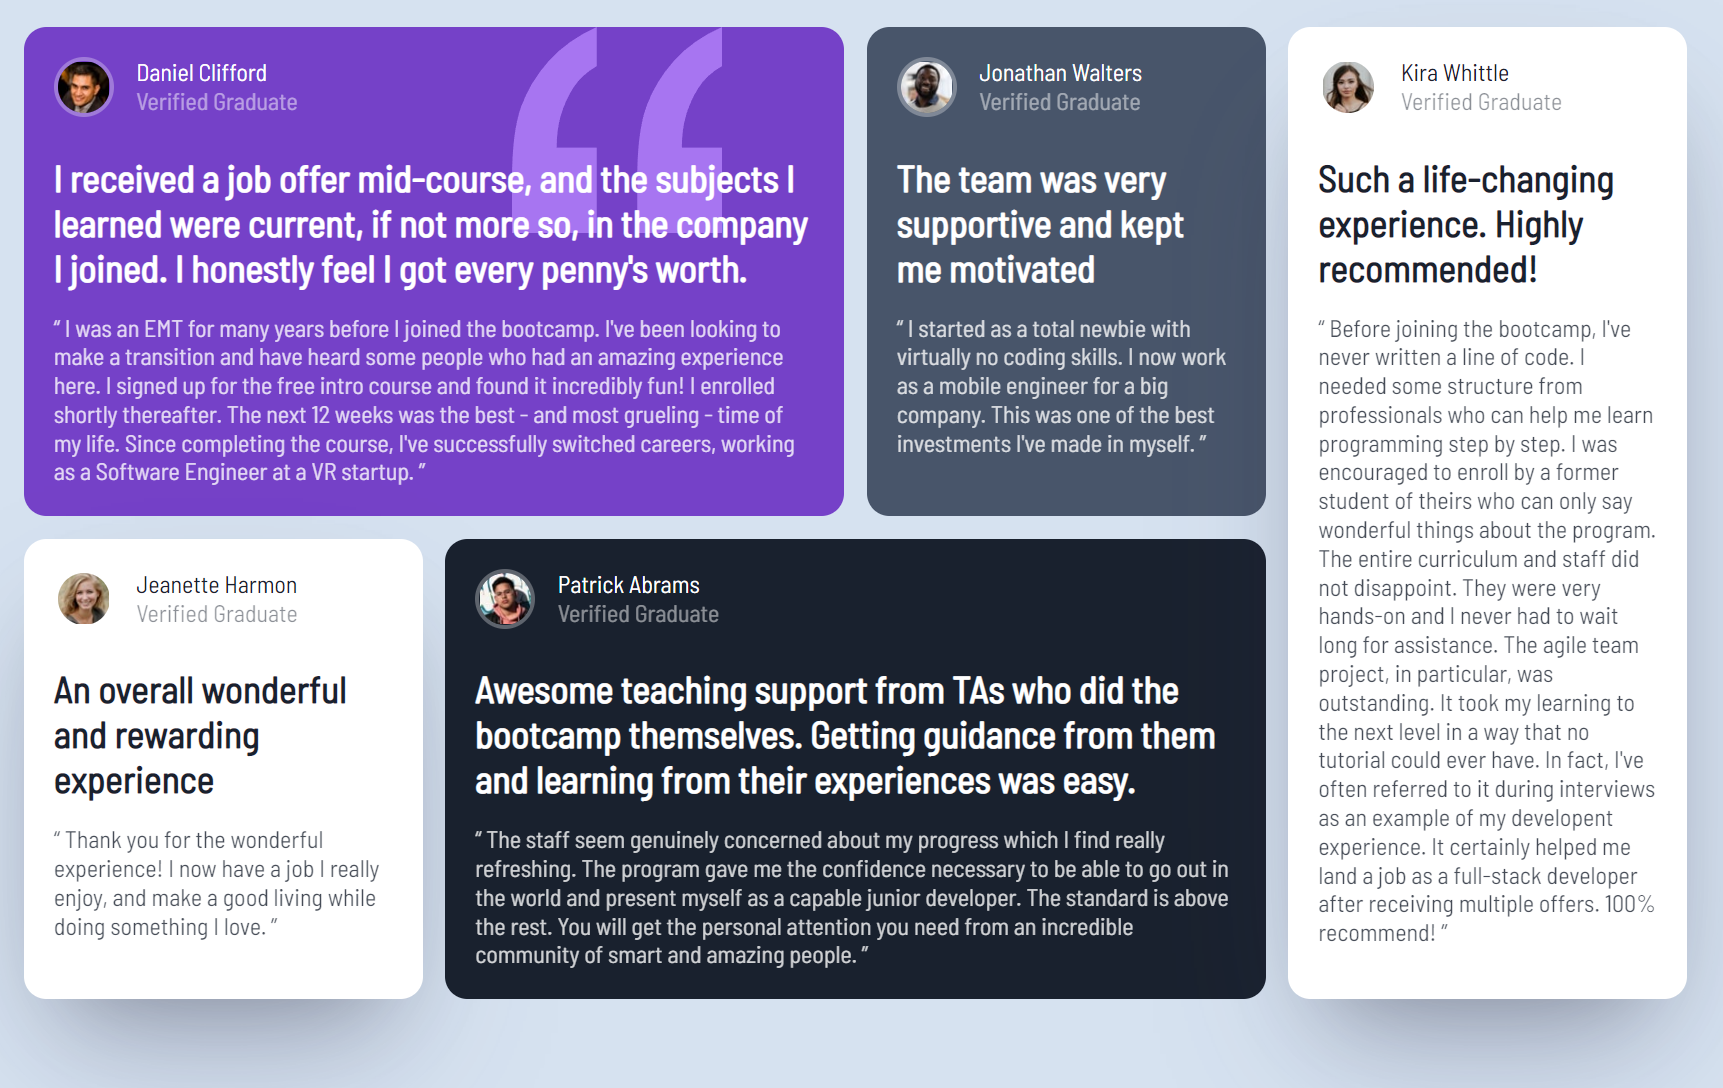 Daniel Clifford
Verified Graduate
I received a job offer mid-course, and the subjects I
learned were current, if not more so, in the company
I joined. I honestly feel I got every penny's worth.
“ I was an EMT for many years before I joined the bootcamp. I've been looking to
make a transition and have heard some people who had an amazing experience
here. I signed up for the free intro course and found it incredibly fun! I enrolled
shortly thereafter. The next 12 weeks was the best - and most grueling - time of
my life. Since completing the course, I've successfully switched careers, working
as a Software Engineer at a VR startup. ”
Jonathan Walters
Verified Graduate
The team was very
supportive and kept
me motivated
“ I started as a total newbie with
virtually no coding skills. I now work
as a mobile engineer for a big
company. This was one of the best
investments I've made in myself. ”
Kira Whittle
Verified Graduate
Such a life-changing
experience. Highly
recommended!
“ Before joining the bootcamp, I've
never written a line of code. I
needed some structure from
professionals who can help me learn
programming step by step. I was
encouraged to enroll by a former
student of theirs who can only say
wonderful things about the program.
The entire curriculum and staff did
not disappoint. They were very
hands-on and I never had to wait
long for assistance. The agile team
project, in particular, was
outstanding. It took my learning to
the next level in a way that no
tutorial could ever have. In fact, I've
often referred to it during interviews
as an example of my developent
experience. It certainly helped me
land a job as a full-stack developer
after receiving multiple offers. 100%
recommend! ”
Jeanette Harmon
Verified Graduate
An overall wonderful
and rewarding
experience
“ Thank you for the wonderful
experience! I now have a job I really
enjoy, and make a good living while
doing something I love. ”
Patrick Abrams
Verified Graduate
Awesome teaching support from TAs who did the
bootcamp themselves. Getting guidance from them
and learning from their experiences was easy.
“ The staff seem genuinely concerned about my progress which I find really
refreshing. The program gave me the confidence necessary to be able to go out in
the world and present myself as a capable junior developer. The standard is above
the rest. You will get the personal attention you need from an incredible
community of smart and amazing people. ”